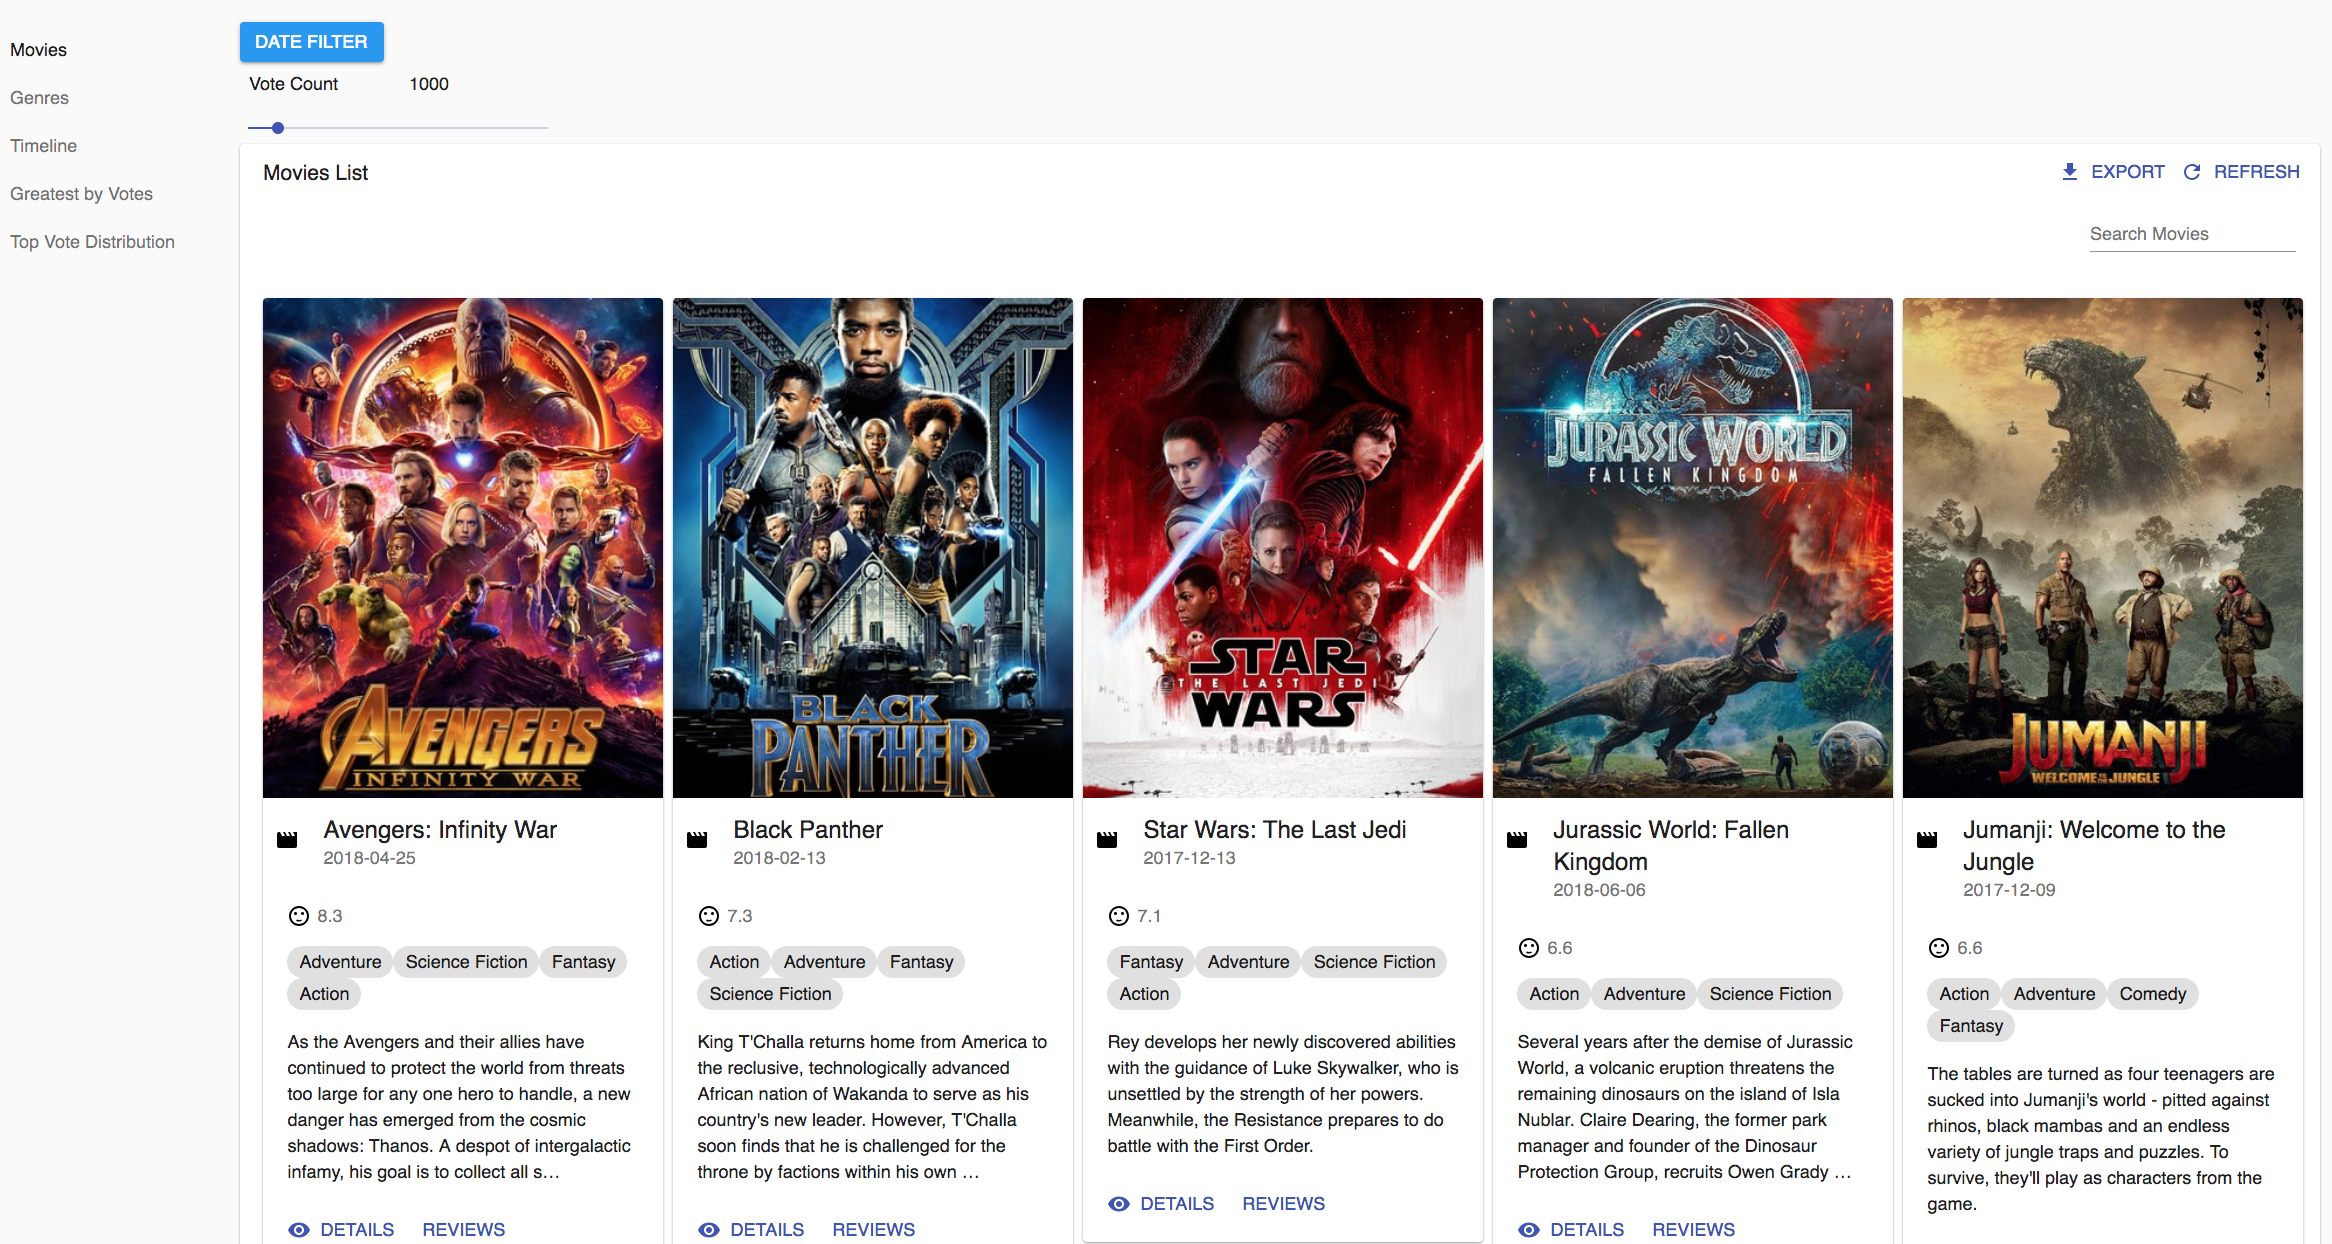 Movies
Genres
Timeline
Greatest by Votes
Top Vote Distribution
DATE FILTER
Vote Count 1000
Movies List
EXPORT REFRESH
Search Movies
AVENGERS
INFINITY WAR
Avengers: Infinity War
2018-04-25
8.3
Adventure Science Fiction Fantasy
Action
As the Avengers and their allies have
continued to protect the world from threats
too large for any one hero to handle, a new
danger has emerged from the cosmic
shadows: Thanos. A despot of intergalactic
infamy, his goal is to collect all s…
DETAILS REVIEWS
BLACK
PANTHER
Black Panther
2018-02-13
7.3
Action Adventure Fantasy
Science Fiction
King T'Challa returns home from America to
the reclusive, technologically advanced
African nation of Wakanda to serve as his
country's new leader. However, T'Challa
soon finds that he is challenged for the
throne by factions within his own …
DETAILS REVIEWS
STAR
THE LAST JEDI
WARS
Star Wars: The Last Jedi
2017-12-13
7.1
Fantasy Adventure Science Fiction
Action
Rey develops her newly discovered abilities
with the guidance of Luke Skywalker, who is
unsettled by the strength of her powers.
Meanwhile, the Resistance prepares to do
battle with the First Order.
DETAILS REVIEWS
JURASSIC WORLD
FALLEN KINGDOM
Jurassic World: Fallen
Kingdom
2018-06-06
6.6
Action Adventure Science Fiction
Several years after the demise of Jurassic
World, a volcanic eruption threatens the
remaining dinosaurs on the island of Isla
Nublar. Claire Dearing, the former park
manager and founder of the Dinosaur
Protection Group, recruits Owen Grady …
DETAILS REVIEWS
JUMANJI
WELCOME TO THE JUNGLE
Jumanji: Welcome to the
Jungle
2017-12-09
6.6
Action Adventure Comedy
Fantasy
The tables are turned as four teenagers are
sucked into Jumanji's world - pitted against
rhinos, black mambas and an endless
variety of jungle traps and puzzles. To
survive, they'll play as characters from the
game.